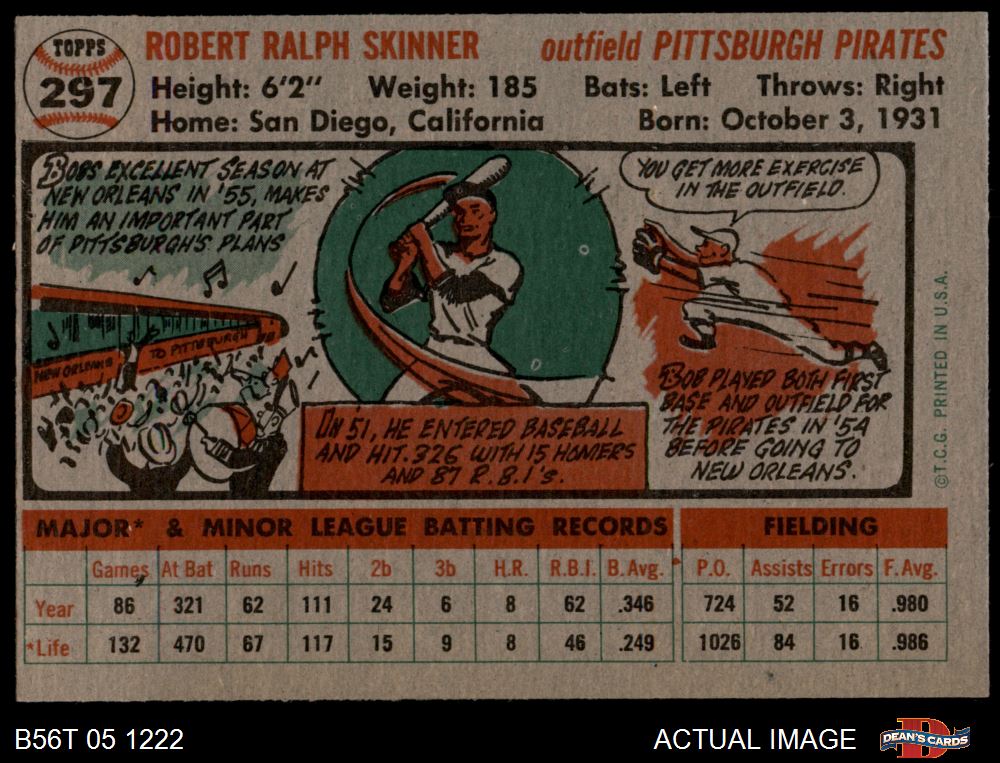 TOPPS
297
ROBERT RALPH SKINNER outfield PITTSBURGH PIRATES
Height: 6'2" Weight: 185 Bats: Left Throws: Right
Home: San Diego, California Born: October 3, 1931
BOB'S EXCELLENT SEASON AT
NEW ORLEANS IN '55, MAKES
HIM AN IMPORTANT PART
OF PITTSBURGH'S PLANS
NEW ORLEANS TO PITTSBURGH
IN '51, HE ENTERED BASEBALL
AND HIT .326 WITH 15 HOMERS
AND 87 R.B.I's.
YOU GET MORE EXERCISE
IN THE OUTFIELD.
BOB PLAYED BOTH FIRST
BASE AND OUTFIELD FOR
THE PIRATES IN '54
BEFORE GOING TO
NEW ORLEANS.
©T.C.G. PRINTED IN U.S.A.
MAJOR* & MINOR LEAGUE BATTING RECORDS FIELDING
Games At Bat Runs Hits 2b 3b H.R. R.B.I. B.Avg. P.O. Assists Errors F.Avg.
Year 86 321 62 111 24 6 8 62 .346 724 52 16 .980
*Life 132 470 67 117 15 9 8 46 .249 1026 84 16 .986
B56T 05 1222 ACTUAL IMAGE DEAN'S CARDS